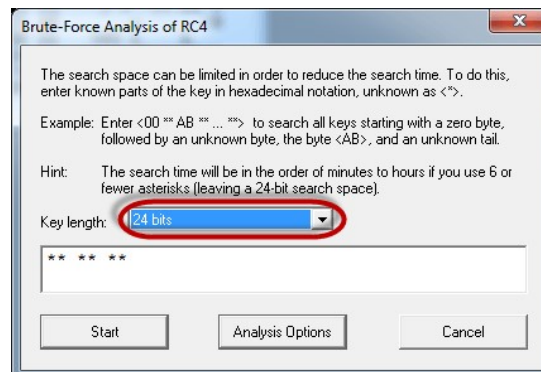 Brute-Force Analysis of RC4
The search space can be limited in order to reduce the search time. To do this,
enter known parts of the key in hexadecimal notation, unknown as <*>.
Example: Enter <00 ** AB ** ... **> to search all keys starting with a zero byte,
followed by an unknown byte, the byte <AB>, and an unknown tail.
Hint: The search time will be in the order of minutes to hours if you use 6 or
fewer asterisks (leaving a 24-bit search space).
Key length: 24 bits
** ** **
Start Analysis Options Cancel